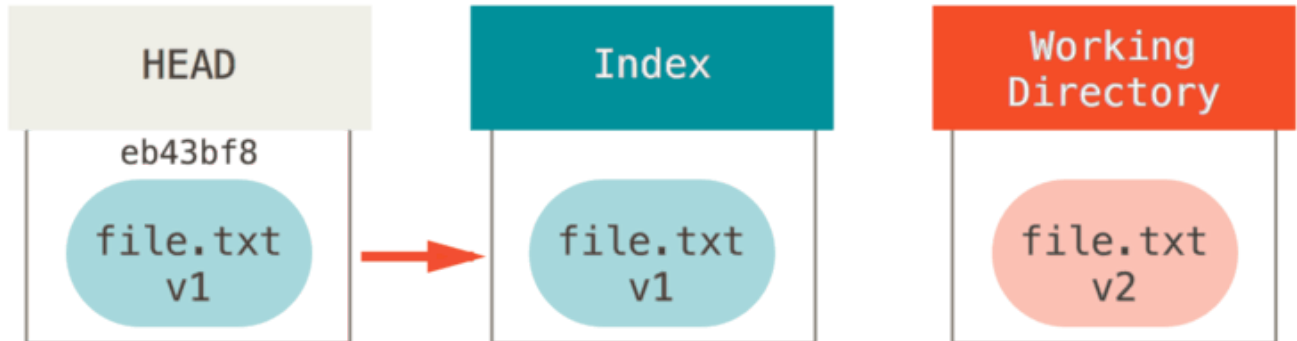 HEAD
Index
Working
Directory
eb43bf8
file.txt
v1
file.txt
v1
file.txt
v2